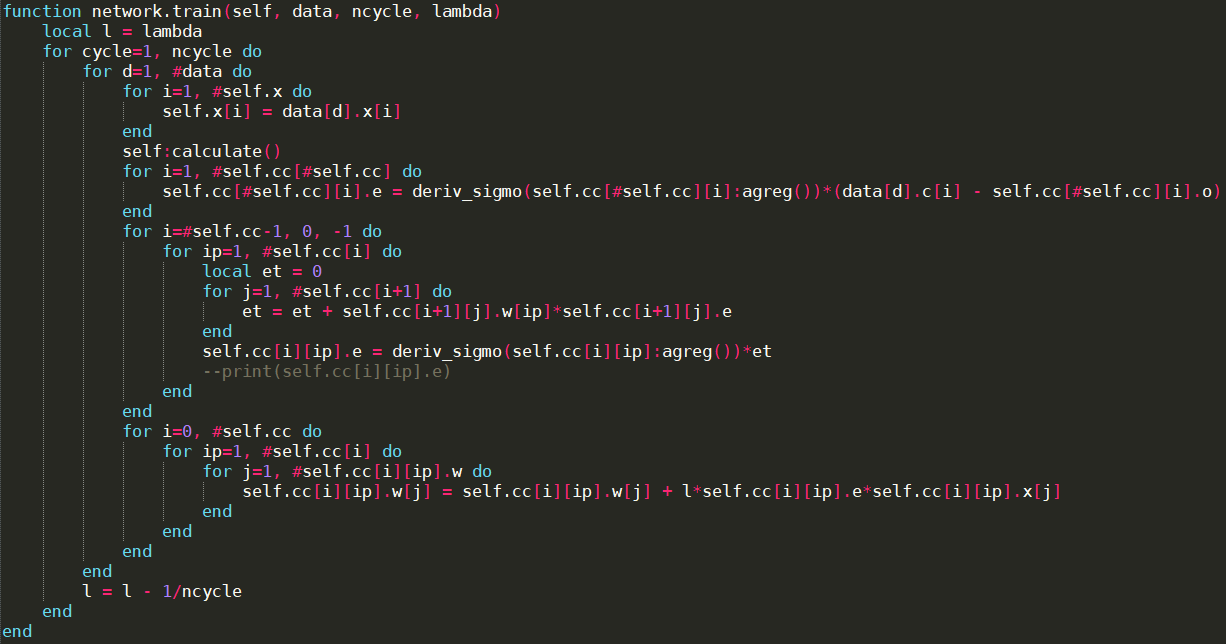 function network.train(self, data, ncycle, lambda)
    local l = lambda
    for cycle=1, ncycle do
        for d=1, #data do
            for i=1, #self.x do
                self.x[i] = data[d].x[i]
            end
            self:calculate()
            for i=1, #self.cc[#self.cc] do
                self.cc[#self.cc][i].e = deriv_sigmo(self.cc[#self.cc][i]:agreg())*(data[d].c[i] - self.cc[#self.cc][i].o)
            end
            for i=#self.cc-1, 0, -1 do
                for ip=1, #self.cc[i] do
                    local et = 0
                    for j=1, #self.cc[i+1] do
                        et = et + self.cc[i+1][j].w[ip]*self.cc[i+1][j].e
                    end
                    self.cc[i][ip].e = deriv_sigmo(self.cc[i][ip]:agreg())*et
                    --print(self.cc[i][ip].e)
                end
            end
            for i=0, #self.cc do
                for ip=1, #self.cc[i] do
                    for j=1, #self.cc[i][ip].w do
                        self.cc[i][ip].w[j] = self.cc[i][ip].w[j] + l*self.cc[i][ip].e*self.cc[i][ip].x[j]
                    end
                end
            end
        end
        l = l - 1/ncycle
    end
end